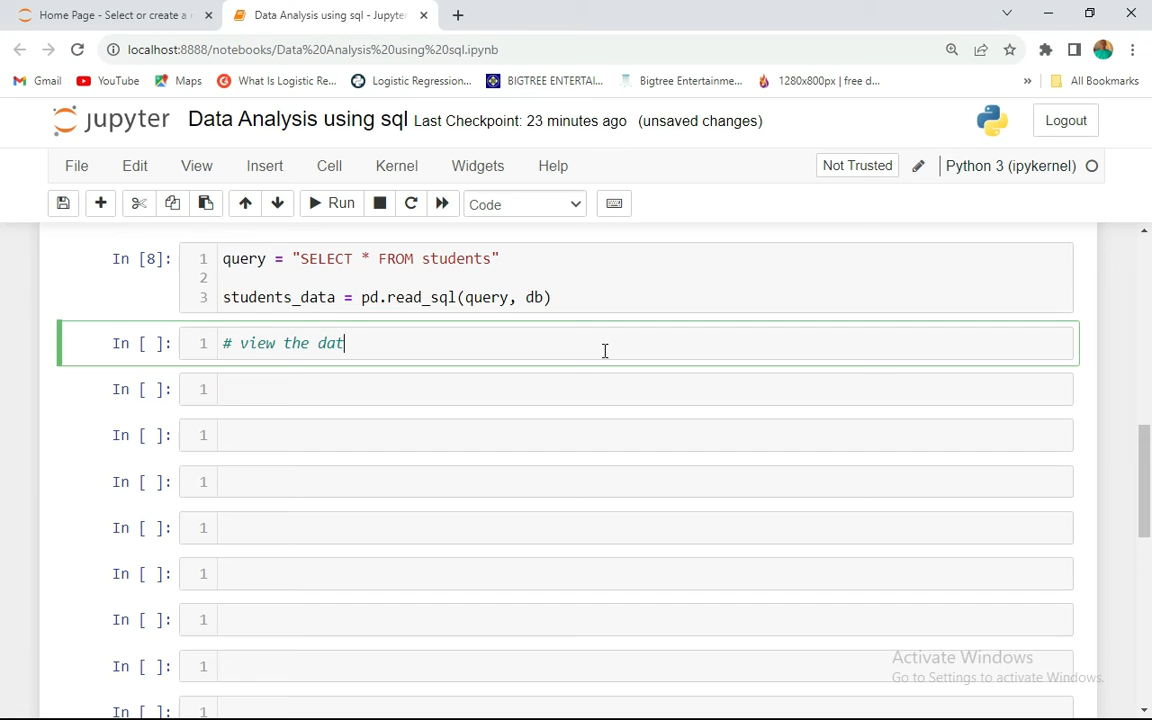 Home Page - Select or create a
Data Analysis using sql - Jupyte
localhost:8888/notebooks/Data%20Analysis%20using%20sql.ipynb
Gmail YouTube Maps What Is Logistic Re... Logistic Regression... BIGTREE ENTERTAI... Bigtree Entertainme... 1280x800px | free d... » All Bookmarks
jupyter Data Analysis using sql Last Checkpoint: 23 minutes ago (unsaved changes) Logout
File Edit View Insert Cell Kernel Widgets Help Not Trusted Python 3 (ipykernel)
Run Code
In [8]: 1 query = "SELECT * FROM students"
2
3 students_data = pd.read_sql(query, db)
In [ ]: 1 # view the dat
In [ ]: 1
In [ ]: 1
In [ ]: 1
In [ ]: 1
In [ ]: 1
In [ ]: 1
In [ ]: 1
In [ ]: 1
Activate Windows
Go to Settings to activate Windows.